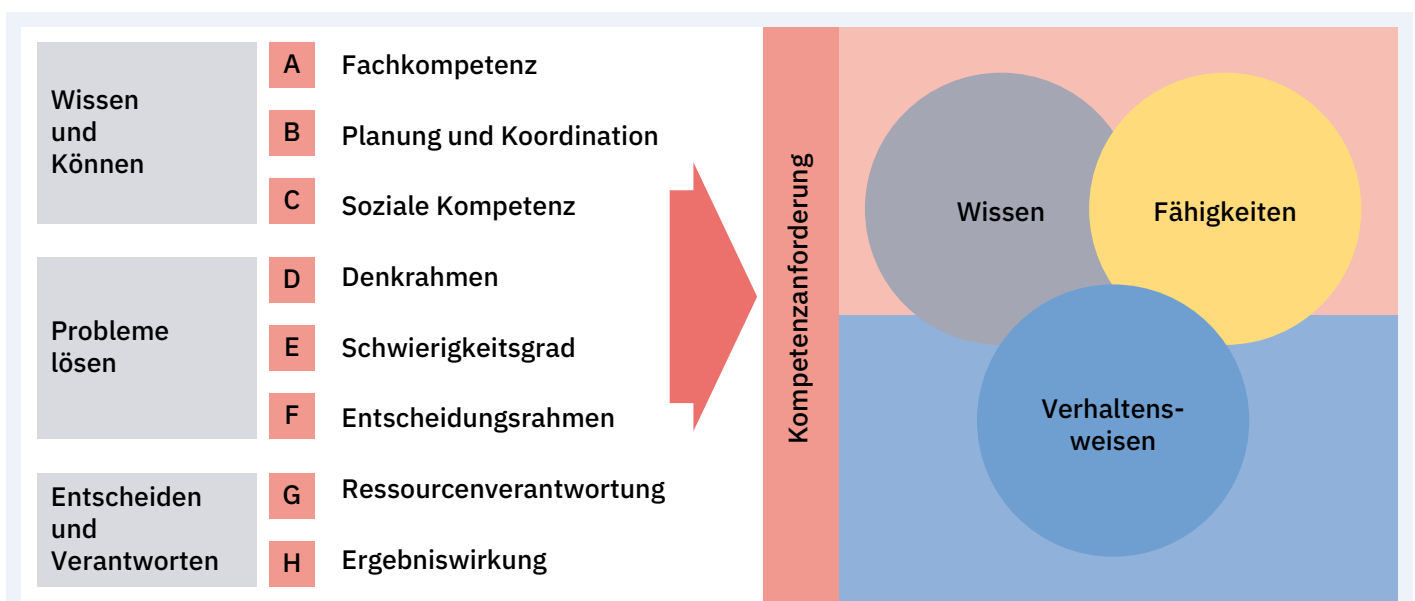 Wissen
und
Können
A Fachkompetenz
B Planung und Koordination
C Soziale Kompetenz
Probleme
lösen
D Denkrahmen
E Schwierigkeitsgrad
F Entscheidungsrahmen
Entscheiden
und
Verantworten
G Ressourcenverantwortung
H Ergebniswirkung
Kompetenzanforderung
Wissen
Fähigkeiten
Verhaltens-
weisen